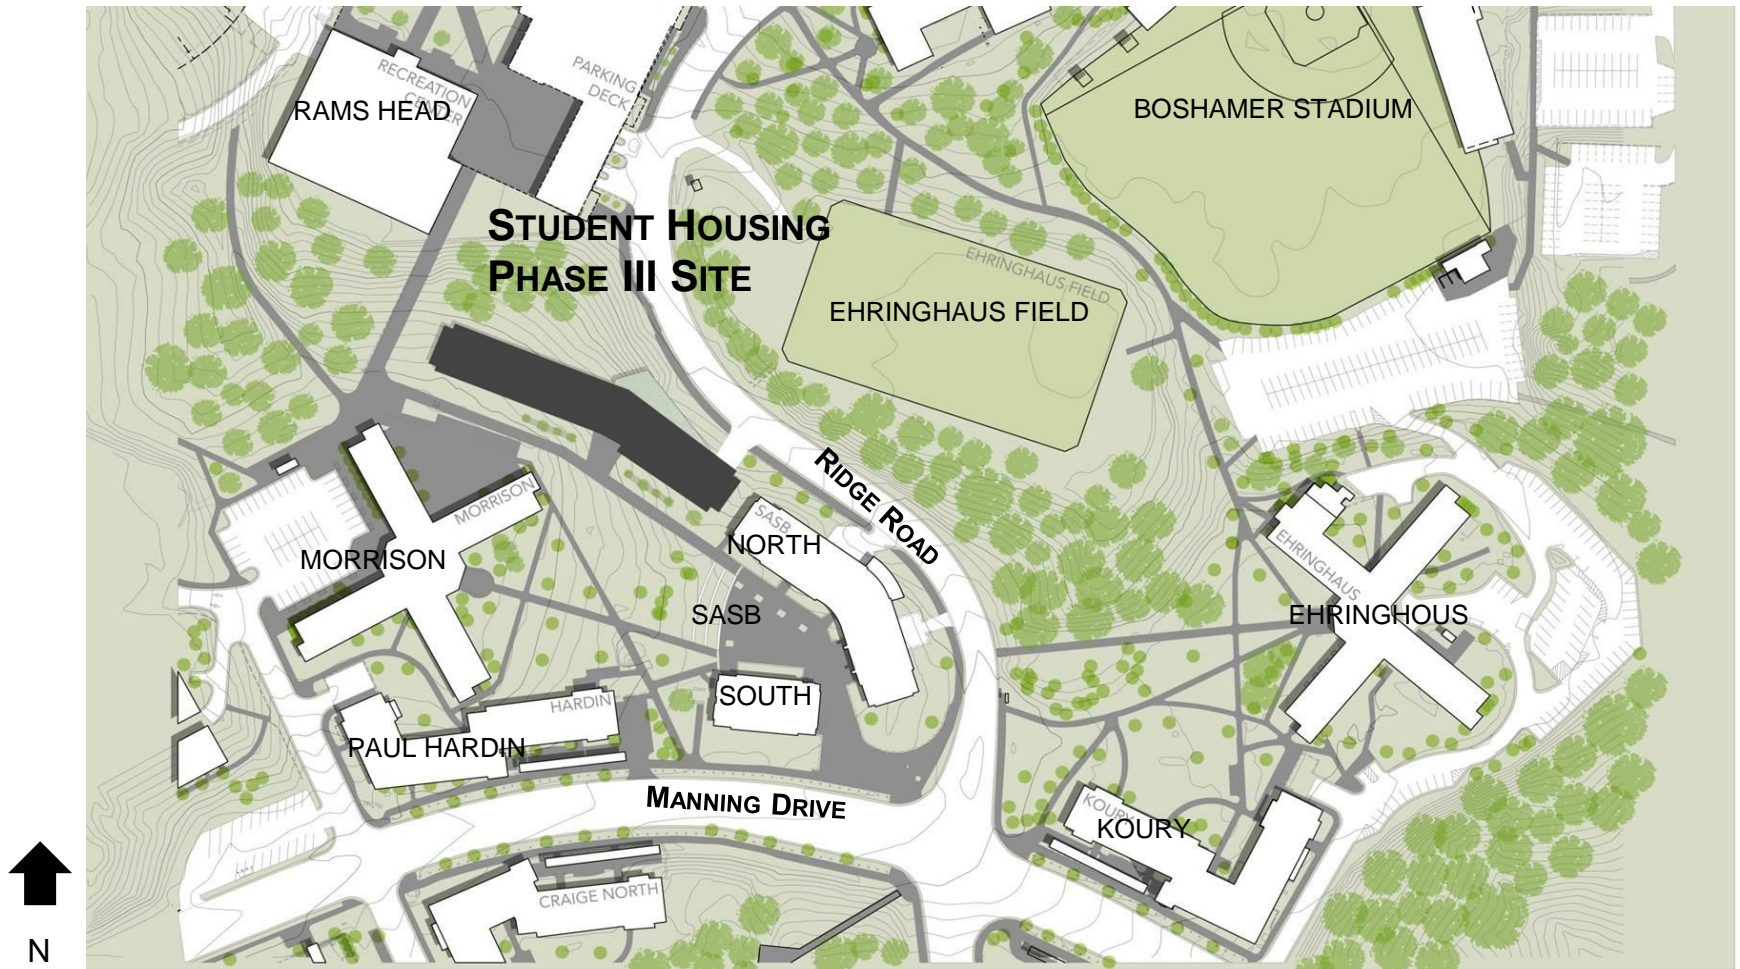 RECREATION
CENTER
RAMS HEAD
PARKING
DECK
BOSHAMER STADIUM
STUDENT HOUSING
PHASE III SITE
EHRINGHAUS FIELD
EHRINGHAUS FIELD
RIDGE ROAD
MORRISON
MORRISON
SASB
NORTH
EHRINGHAUS
EHRINGHOUS
SASB
SOUTH
HARDIN
PAUL HARDIN
MANNING DRIVE
KOURY
KOURY
CRAIGE NORTH
N